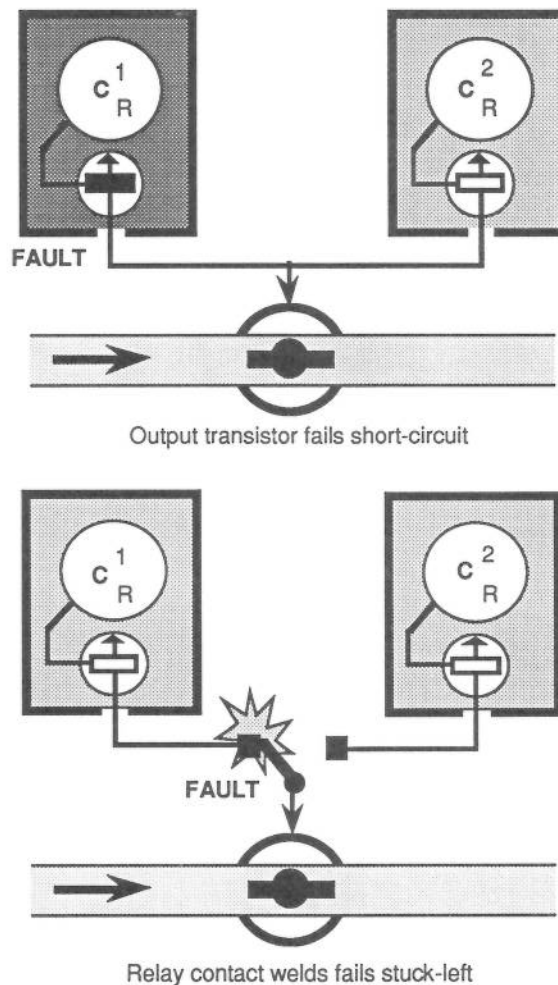 C 1 R
C 2 R
FAULT
Output transistor fails short-circuit
C 1 R
C 2 R
FAULT
Relay contact welds fails stuck-left